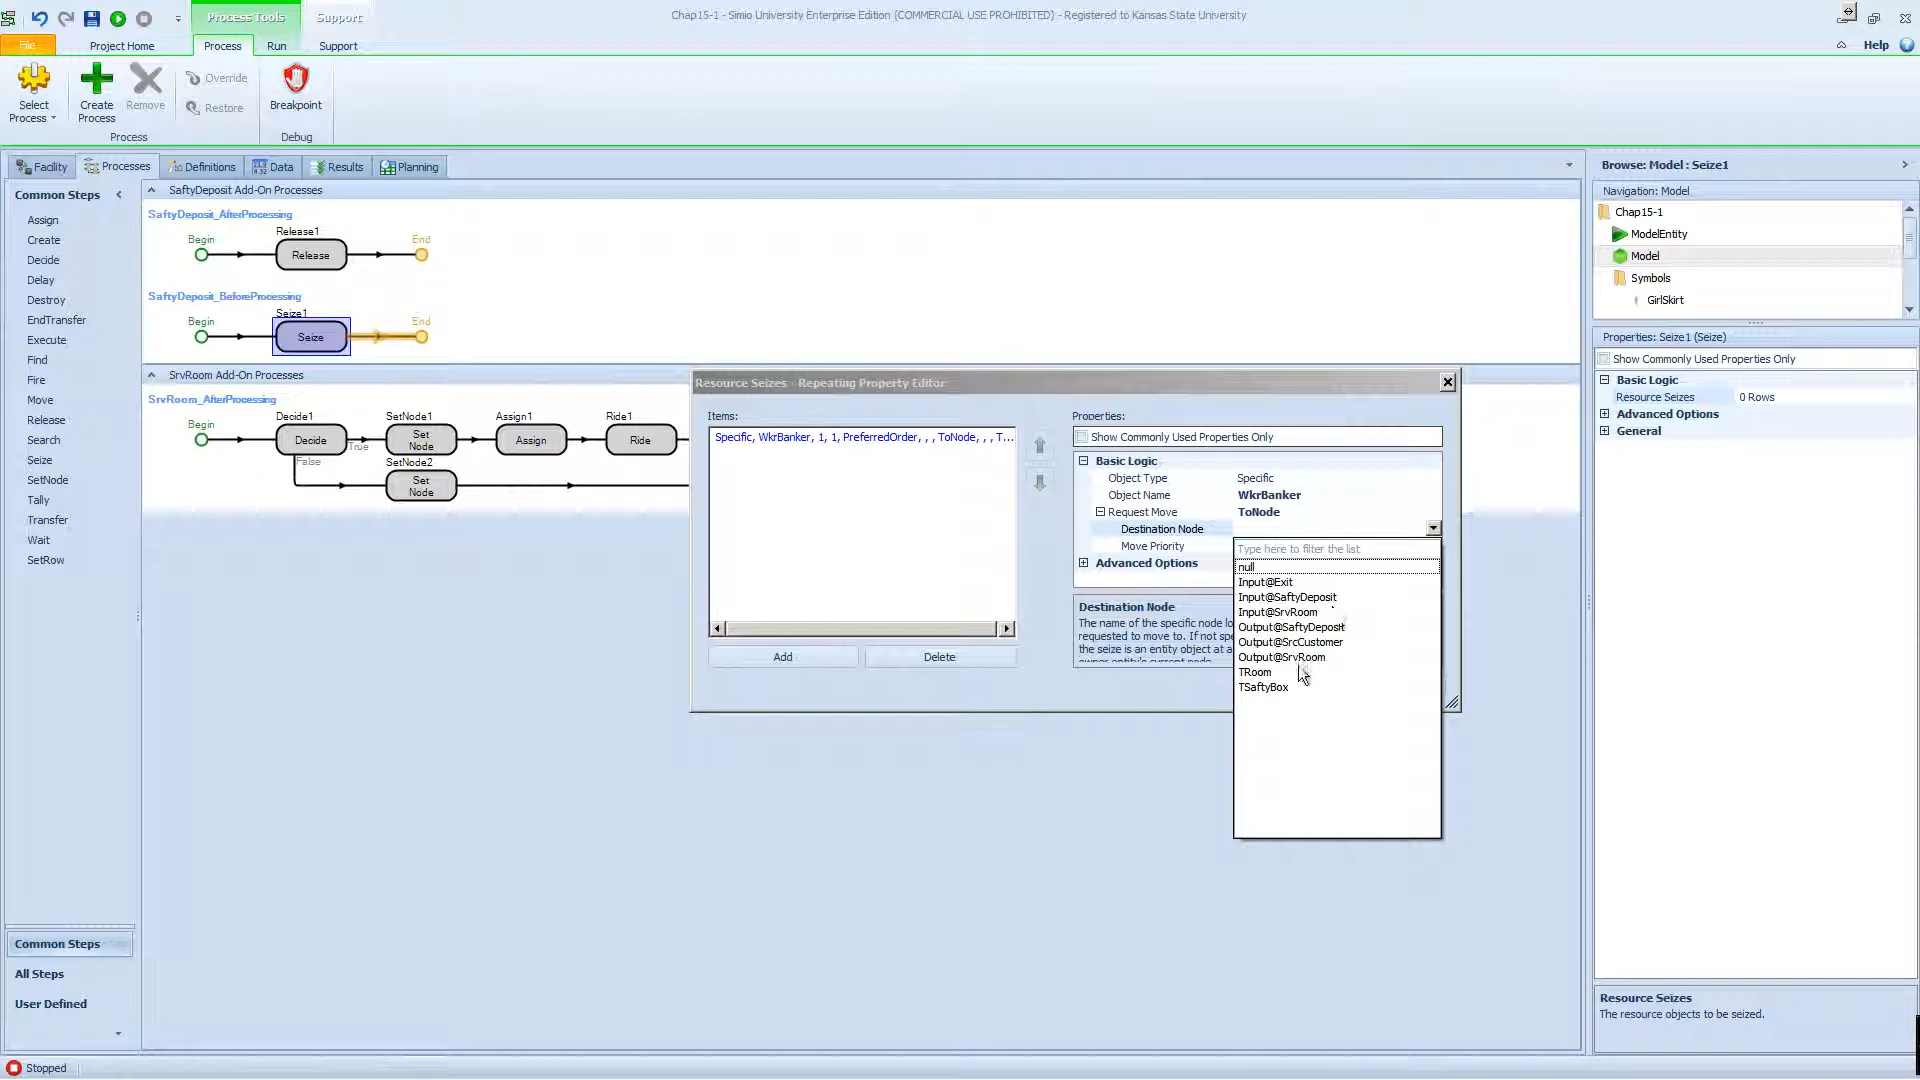 Process Tools
Support
Chap15-1 - Simio University Enterprise Edition (COMMERCIAL USE PROHIBITED) - Registered to Kansas State University
File
Project Home
Process
Run
Support
Help
Select Process
Create Process
Remove
Override
Restore
Breakpoint
Process
Debug
Facility
Processes
Definitions
Data
Results
Planning
Common Steps
Assign
Create
Decide
Delay
Destroy
EndTransfer
Execute
Find
Fire
Move
Release
Search
Seize
SetNode
Tally
Transfer
Wait
SetRow
Common Steps
All Steps
User Defined
SaftyDeposit Add-On Processes
SaftyDeposit_AfterProcessing
Begin
Release1
Release
End
SaftyDeposit_BeforeProcessing
Begin
Seize1
Seize
End
SrvRoom Add-On Processes
SrvRoom_AfterProcessing
Begin
Decide1
Decide
True
False
SetNode1
Set
Node
Assign1
Assign
Ride1
Ride
SetNode2
Set
Node
Resource Seizes - Repeating Property Editor
Items:
Specific, WkrBanker, 1, 1, PreferredOrder, , , ToNode, , , T...
Add
Delete
Properties:
Show Commonly Used Properties Only
Basic Logic
Object Type Specific
Object Name WkrBanker
Request Move ToNode
Destination Node
Move Priority
Advanced Options
Destination Node
The name of the specific node lo
requested to move to. If not spe
the seize is an entity object at a
owner entity's current node.
Type here to filter the list
null
Input@Exit
Input@SaftyDeposit
Input@SrvRoom
Output@SaftyDeposit
Output@SrcCustomer
Output@SrvRoom
TRoom
TSaftyBox
Browse: Model : Seize1
Navigation: Model
Chap15-1
ModelEntity
Model
Symbols
GirlSkirt
Properties: Seize1 (Seize)
Show Commonly Used Properties Only
Basic Logic
Resource Seizes 0 Rows
Advanced Options
General
Resource Seizes
The resource objects to be seized.
Stopped